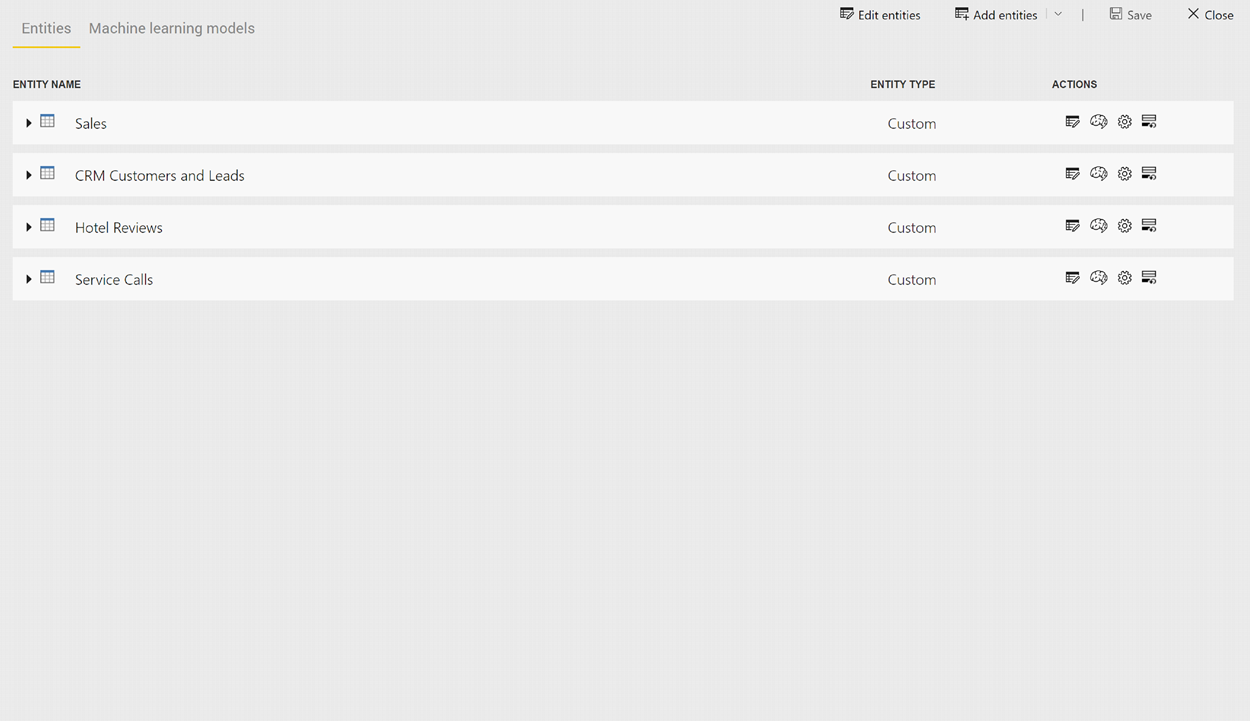 Entities Machine learning models Edit entities Add entities | Save Close
ENTITY NAME ENTITY TYPE ACTIONS
Sales Custom
CRM Customers and Leads Custom
Hotel Reviews Custom
Service Calls Custom